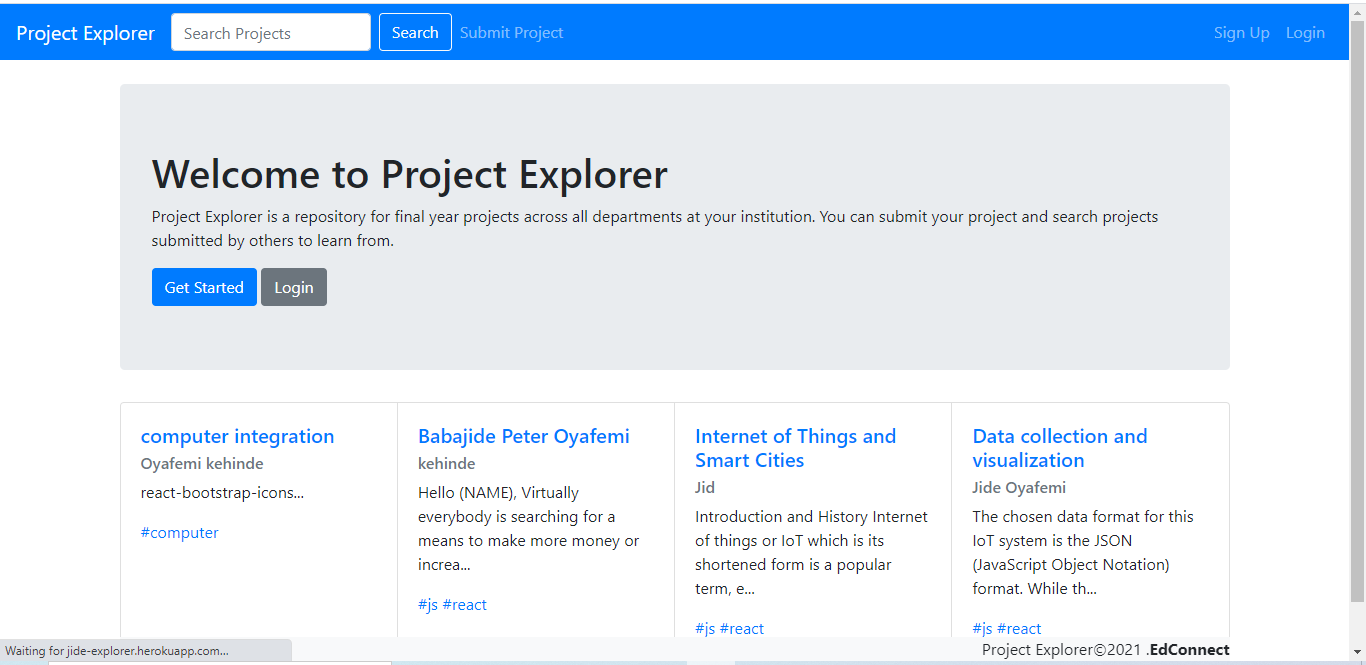 Project Explorer Search Projects Search Submit Project Sign Up Login
Welcome to Project Explorer
Project Explorer is a repository for final year projects across all departments at your institution. You can submit your project and search projects
submitted by others to learn from.
Get Started Login
computer integration
Oyafemi kehinde
react-bootstrap-icons...
#computer
Babajide Peter Oyafemi
kehinde
Hello (NAME), Virtually
everybody is searching for a
means to make more money or
increa...
#js #react
Internet of Things and
Smart Cities
Jid
Introduction and History Internet
of things or IoT which is its
shortened form is a popular
term, e...
#js #react
Data collection and
visualization
Jide Oyafemi
The chosen data format for this
IoT system is the JSON
(JavaScript Object Notation)
format. While th...
#js #react
Waiting for jide-explorer.herokuapp.com...
Project Explorer©2021 .EdConnect